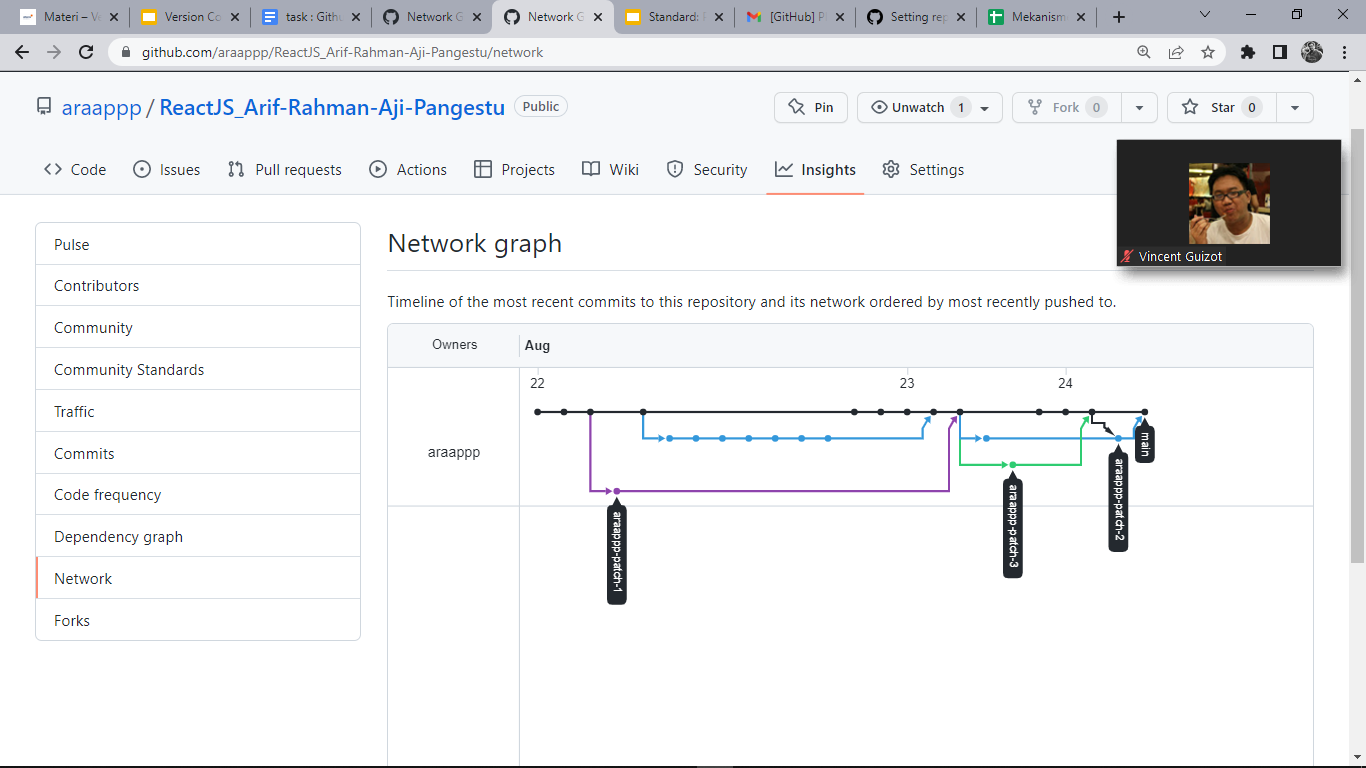 Materi – Ve
Version Co
task : Githu
Network G
Network G
Standard: P
[GitHub] Pl
Setting rep
Mekanisme
github.com/araappp/ReactJS_Arif-Rahman-Aji-Pangestu/network
araappp / ReactJS_Arif-Rahman-Aji-Pangestu Public
Pin
Unwatch 1
Fork 0
Star 0
Code
Issues
Pull requests
Actions
Projects
Wiki
Security
Insights
Settings
Vincent Guizot
Pulse
Contributors
Community
Community Standards
Traffic
Commits
Code frequency
Dependency graph
Network
Forks
Network graph
Timeline of the most recent commits to this repository and its network ordered by most recently pushed to.
Owners
Aug
22
23
24
araappp
main
araappp-patch-2
araappp-patch-3
araappp-patch-1